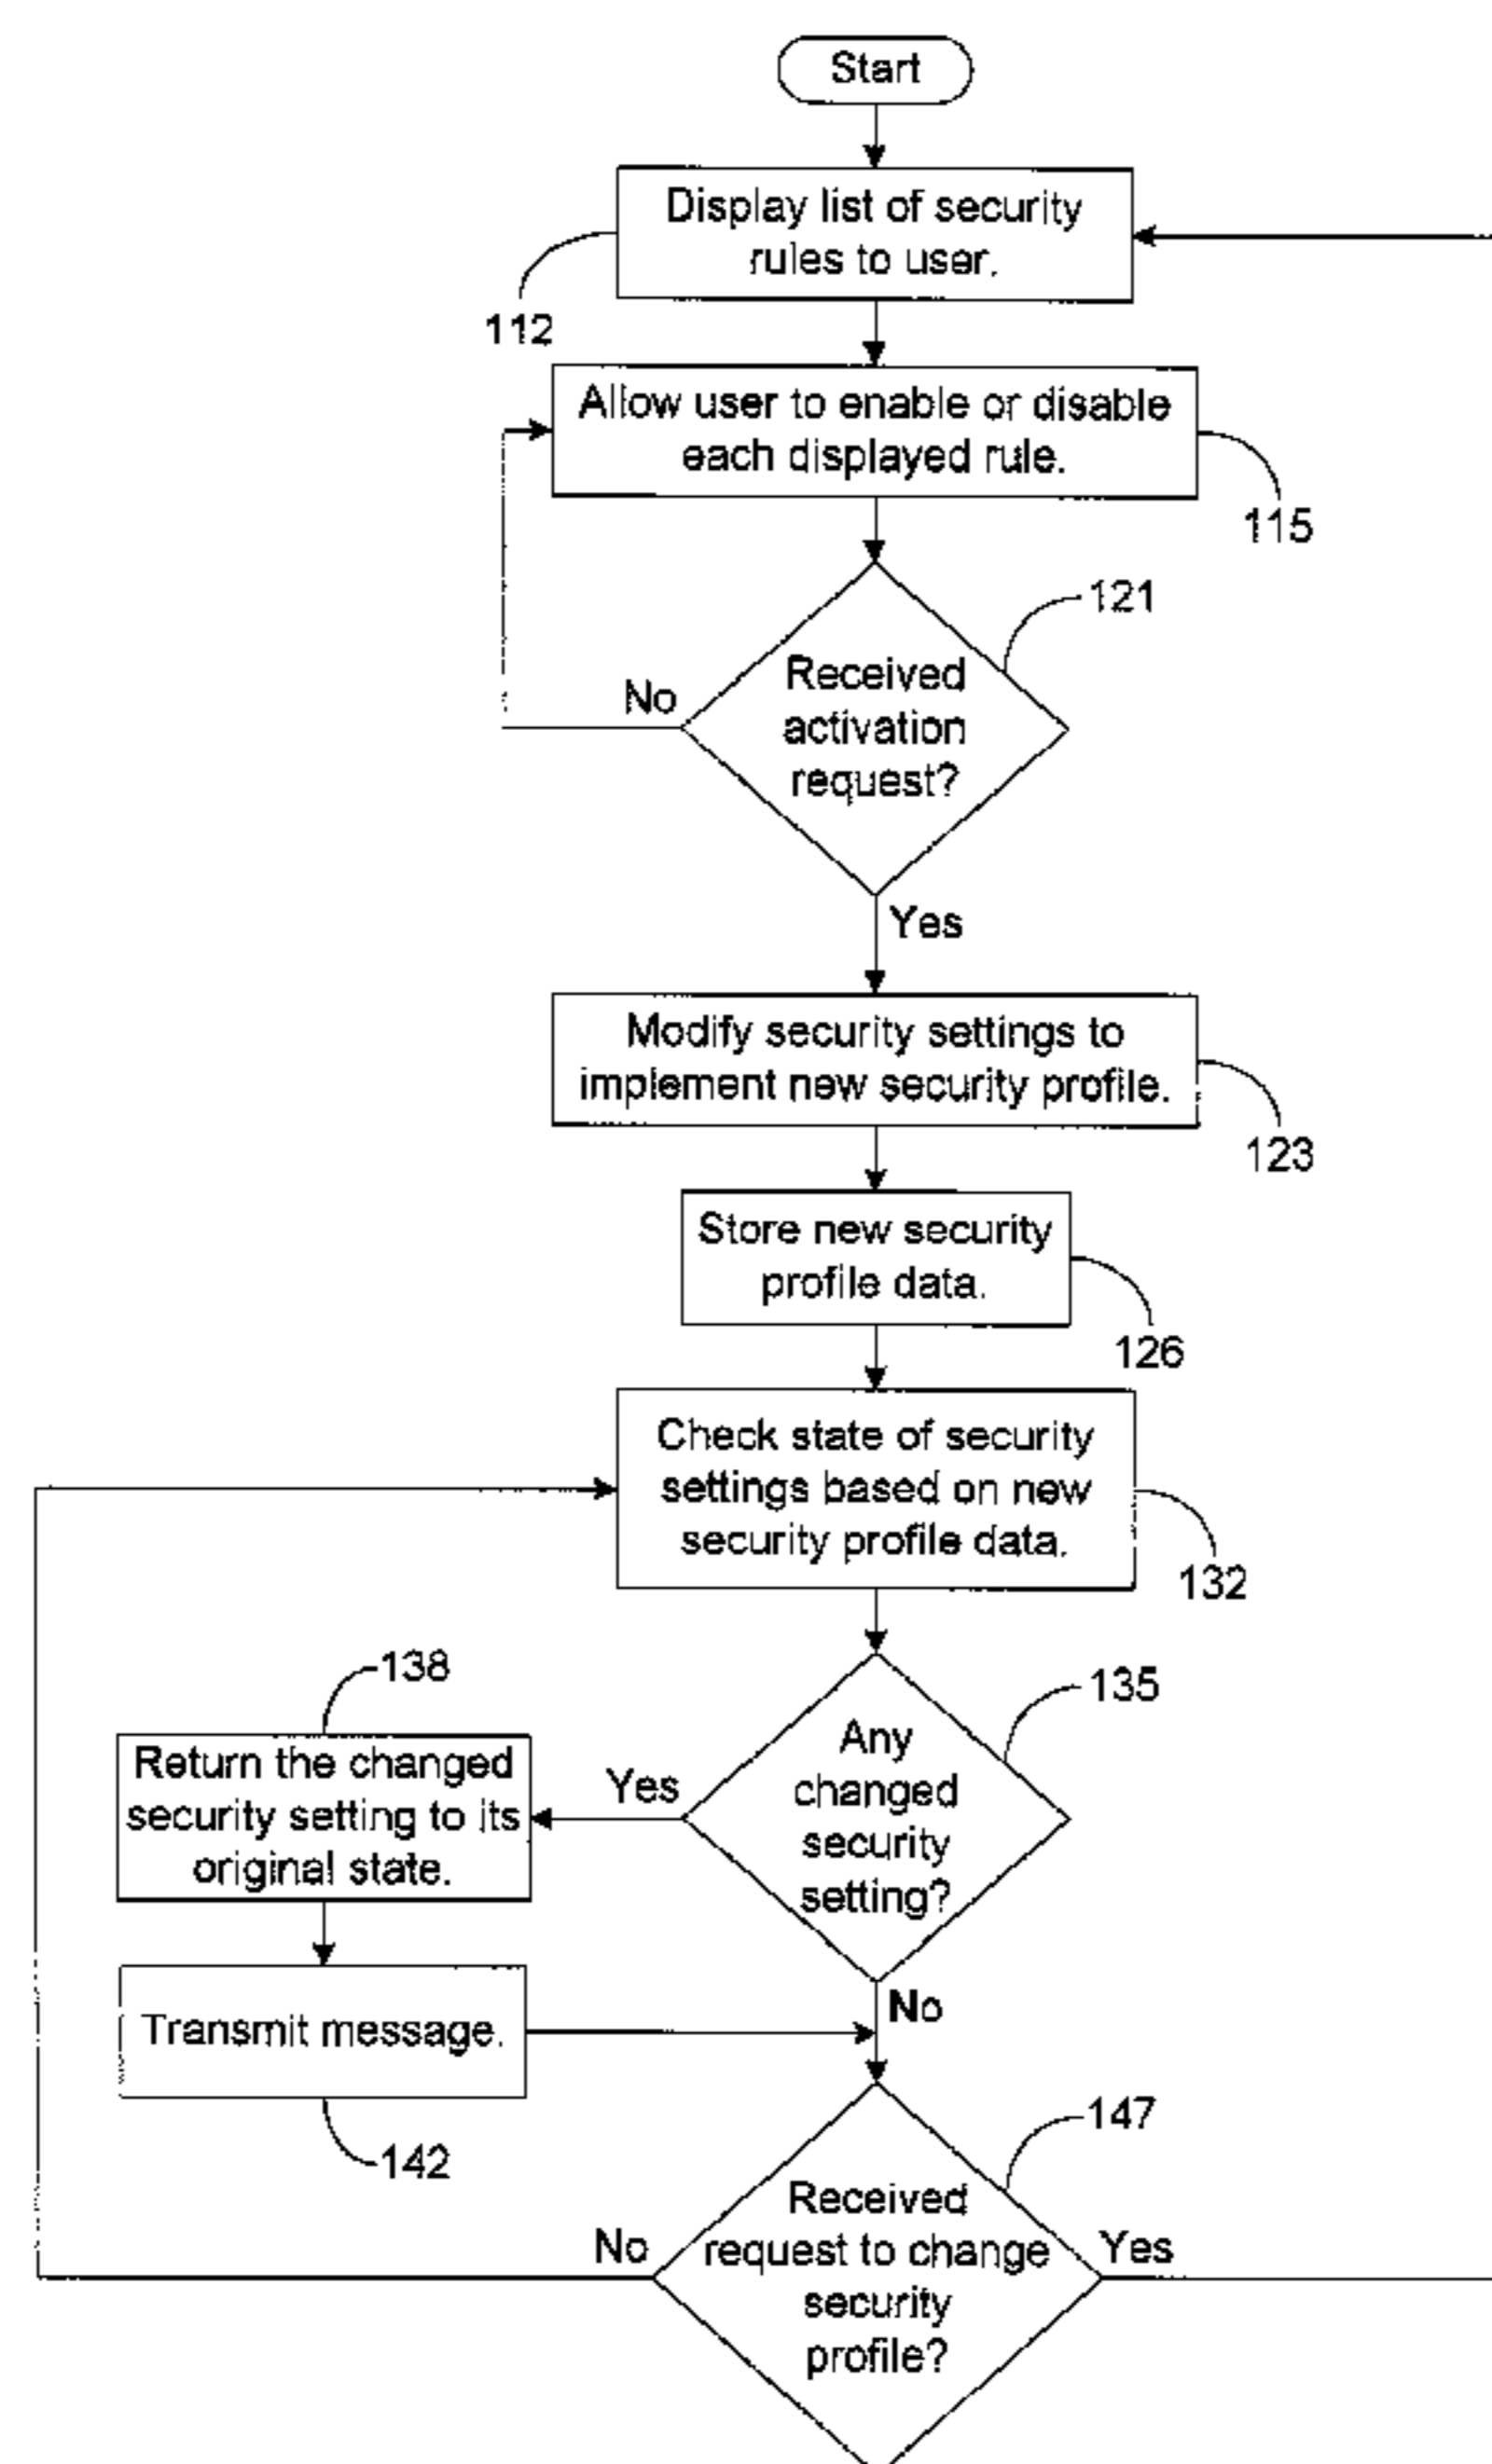 Start
Display list of security
rules to user.
112
Allow user to enable or disable
each displayed rule.
115
121
Received
activation
request?
No
Yes
Modify security settings to
implement new security profile.
123
Store new security
profile data.
126
Check state of security
settings based on new
security profile data.
132
138
135
Return the changed
security setting to its
original state.
Yes
Any
changed
security
setting?
No
Transmit message.
142
147
Received
request to change
security
profile?
No
Yes